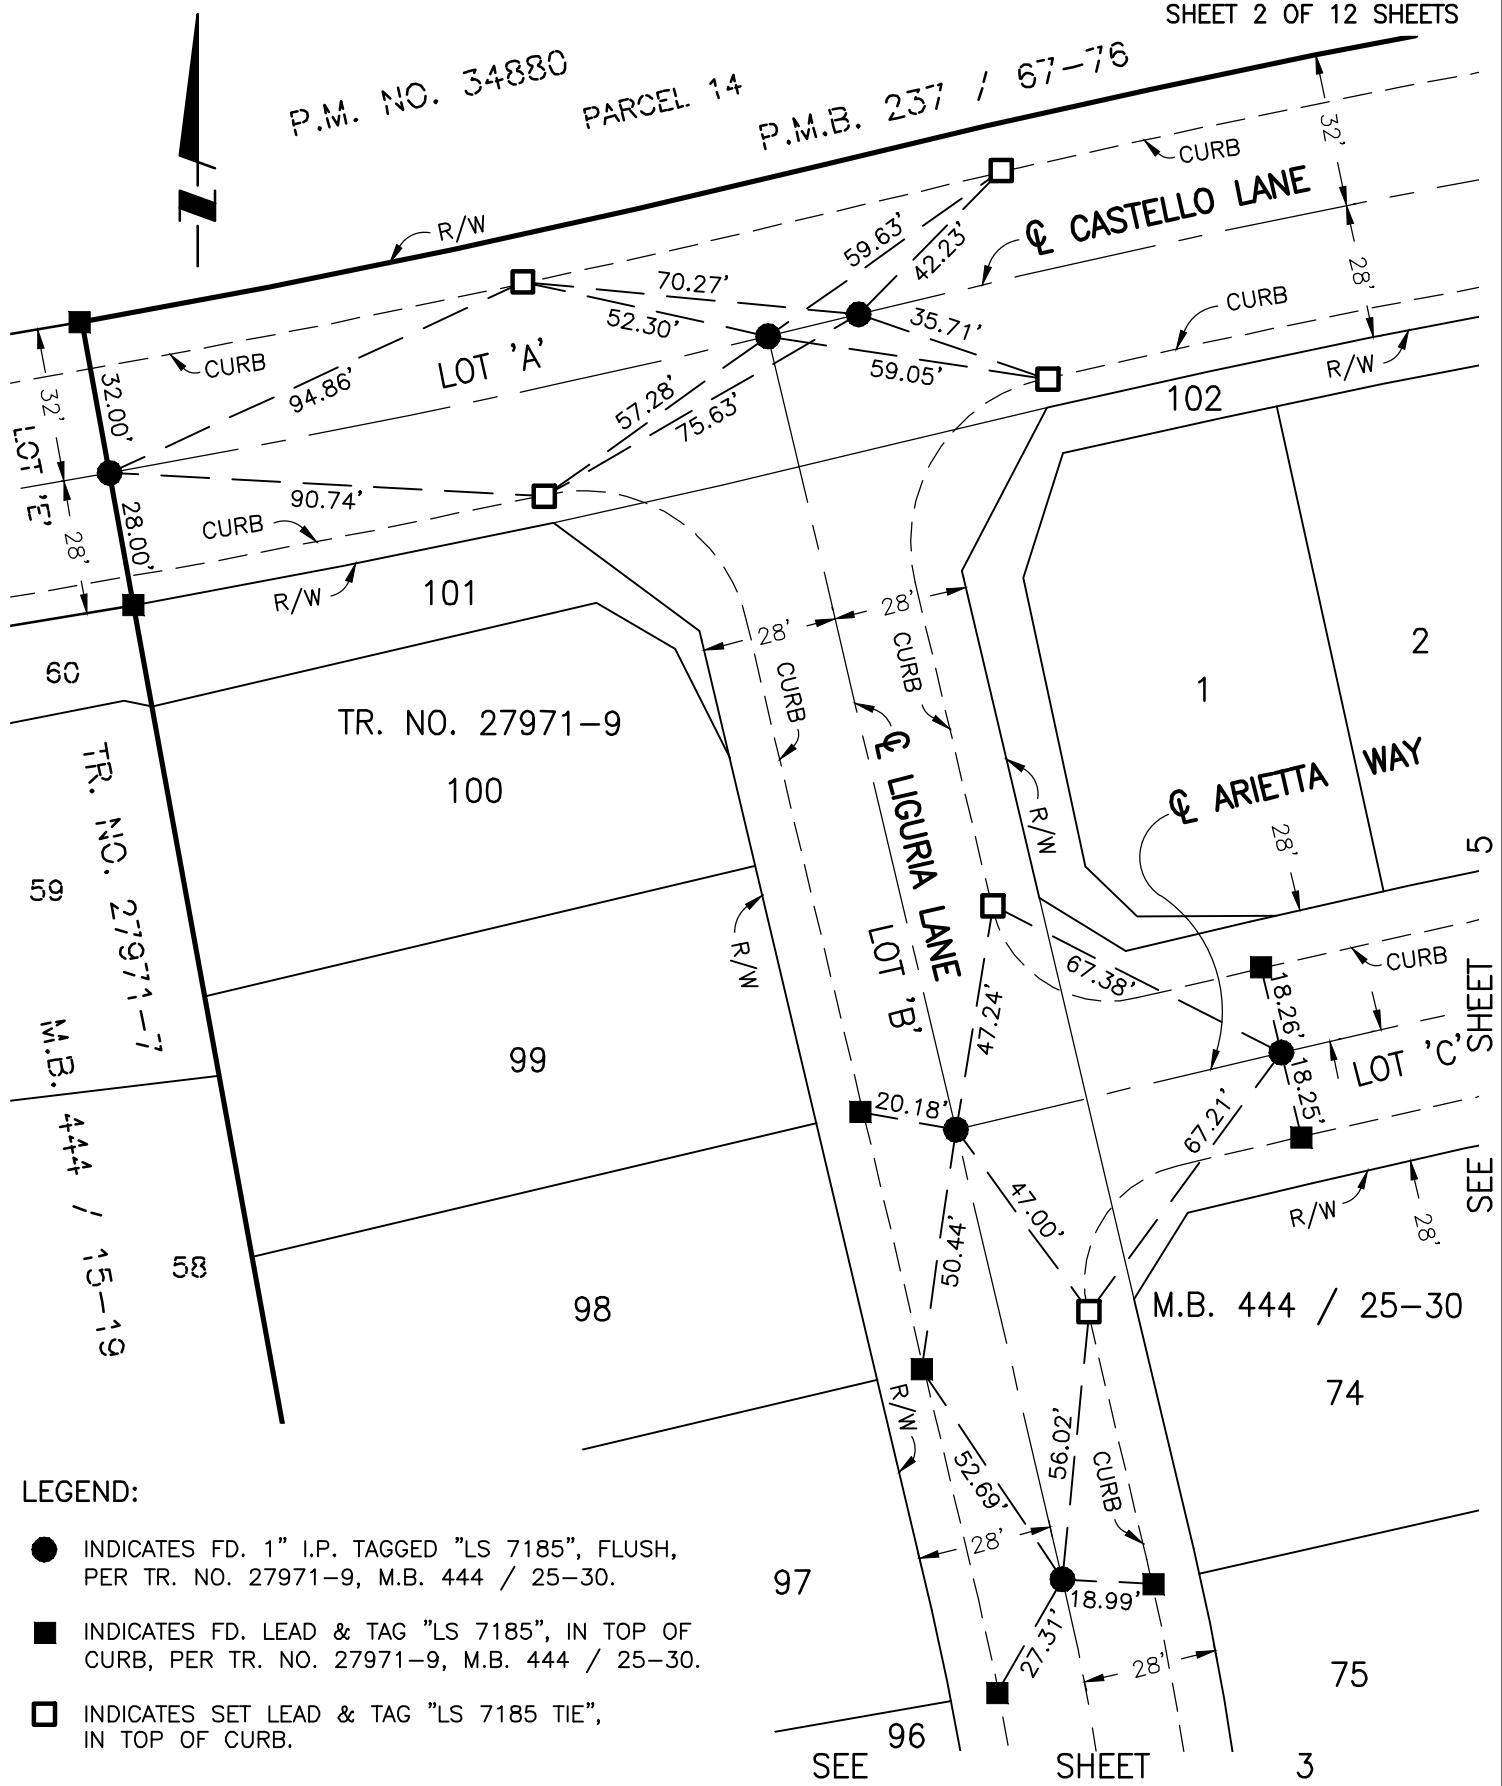 SHEET 2 OF 12 SHEETS
P.M. NO. 34880
PARCEL 14
P.M.B. 237 / 67-76
N
R/W
CURB
32'
59.63'
42.23'
℄ CASTELLO LANE
70.27'
52.30'
28'
CURB
35.71'
CURB
LOT 'A'
59.05'
R/W
94.86'
32.00'
32'
57.28'
75.63'
102
LOT 'E'
90.74'
28.00'
CURB
28'
R/W
101
28'
28'
CURB
CURB
60
TR. NO. 27971-9
1
2
100
℄ LIGURIA LANE
℄ ARIETTA WAY
R/W
28'
TR. NO. 27971-7
59
R/W
LOT 'B'
67.38'
CURB
18.26'
47.24'
99
LOT 'C'
18.25'
SEE SHEET 5
20.18'
67.21'
M.B. 444 / 15-19
47.00'
R/W
28'
50.44'
58
98
M.B. 444 / 25-30
74
R/W
56.02'
52.69'
CURB
LEGEND:
INDICATES FD. 1" I.P. TAGGED "LS 7185", FLUSH,
PER TR. NO. 27971-9, M.B. 444 / 25-30.
28'
97
18.99'
INDICATES FD. LEAD & TAG "LS 7185", IN TOP OF
CURB, PER TR. NO. 27971-9, M.B. 444 / 25-30.
27.31'
28'
75
INDICATES SET LEAD & TAG "LS 7185 TIE",
IN TOP OF CURB.
96
SEE SHEET 3